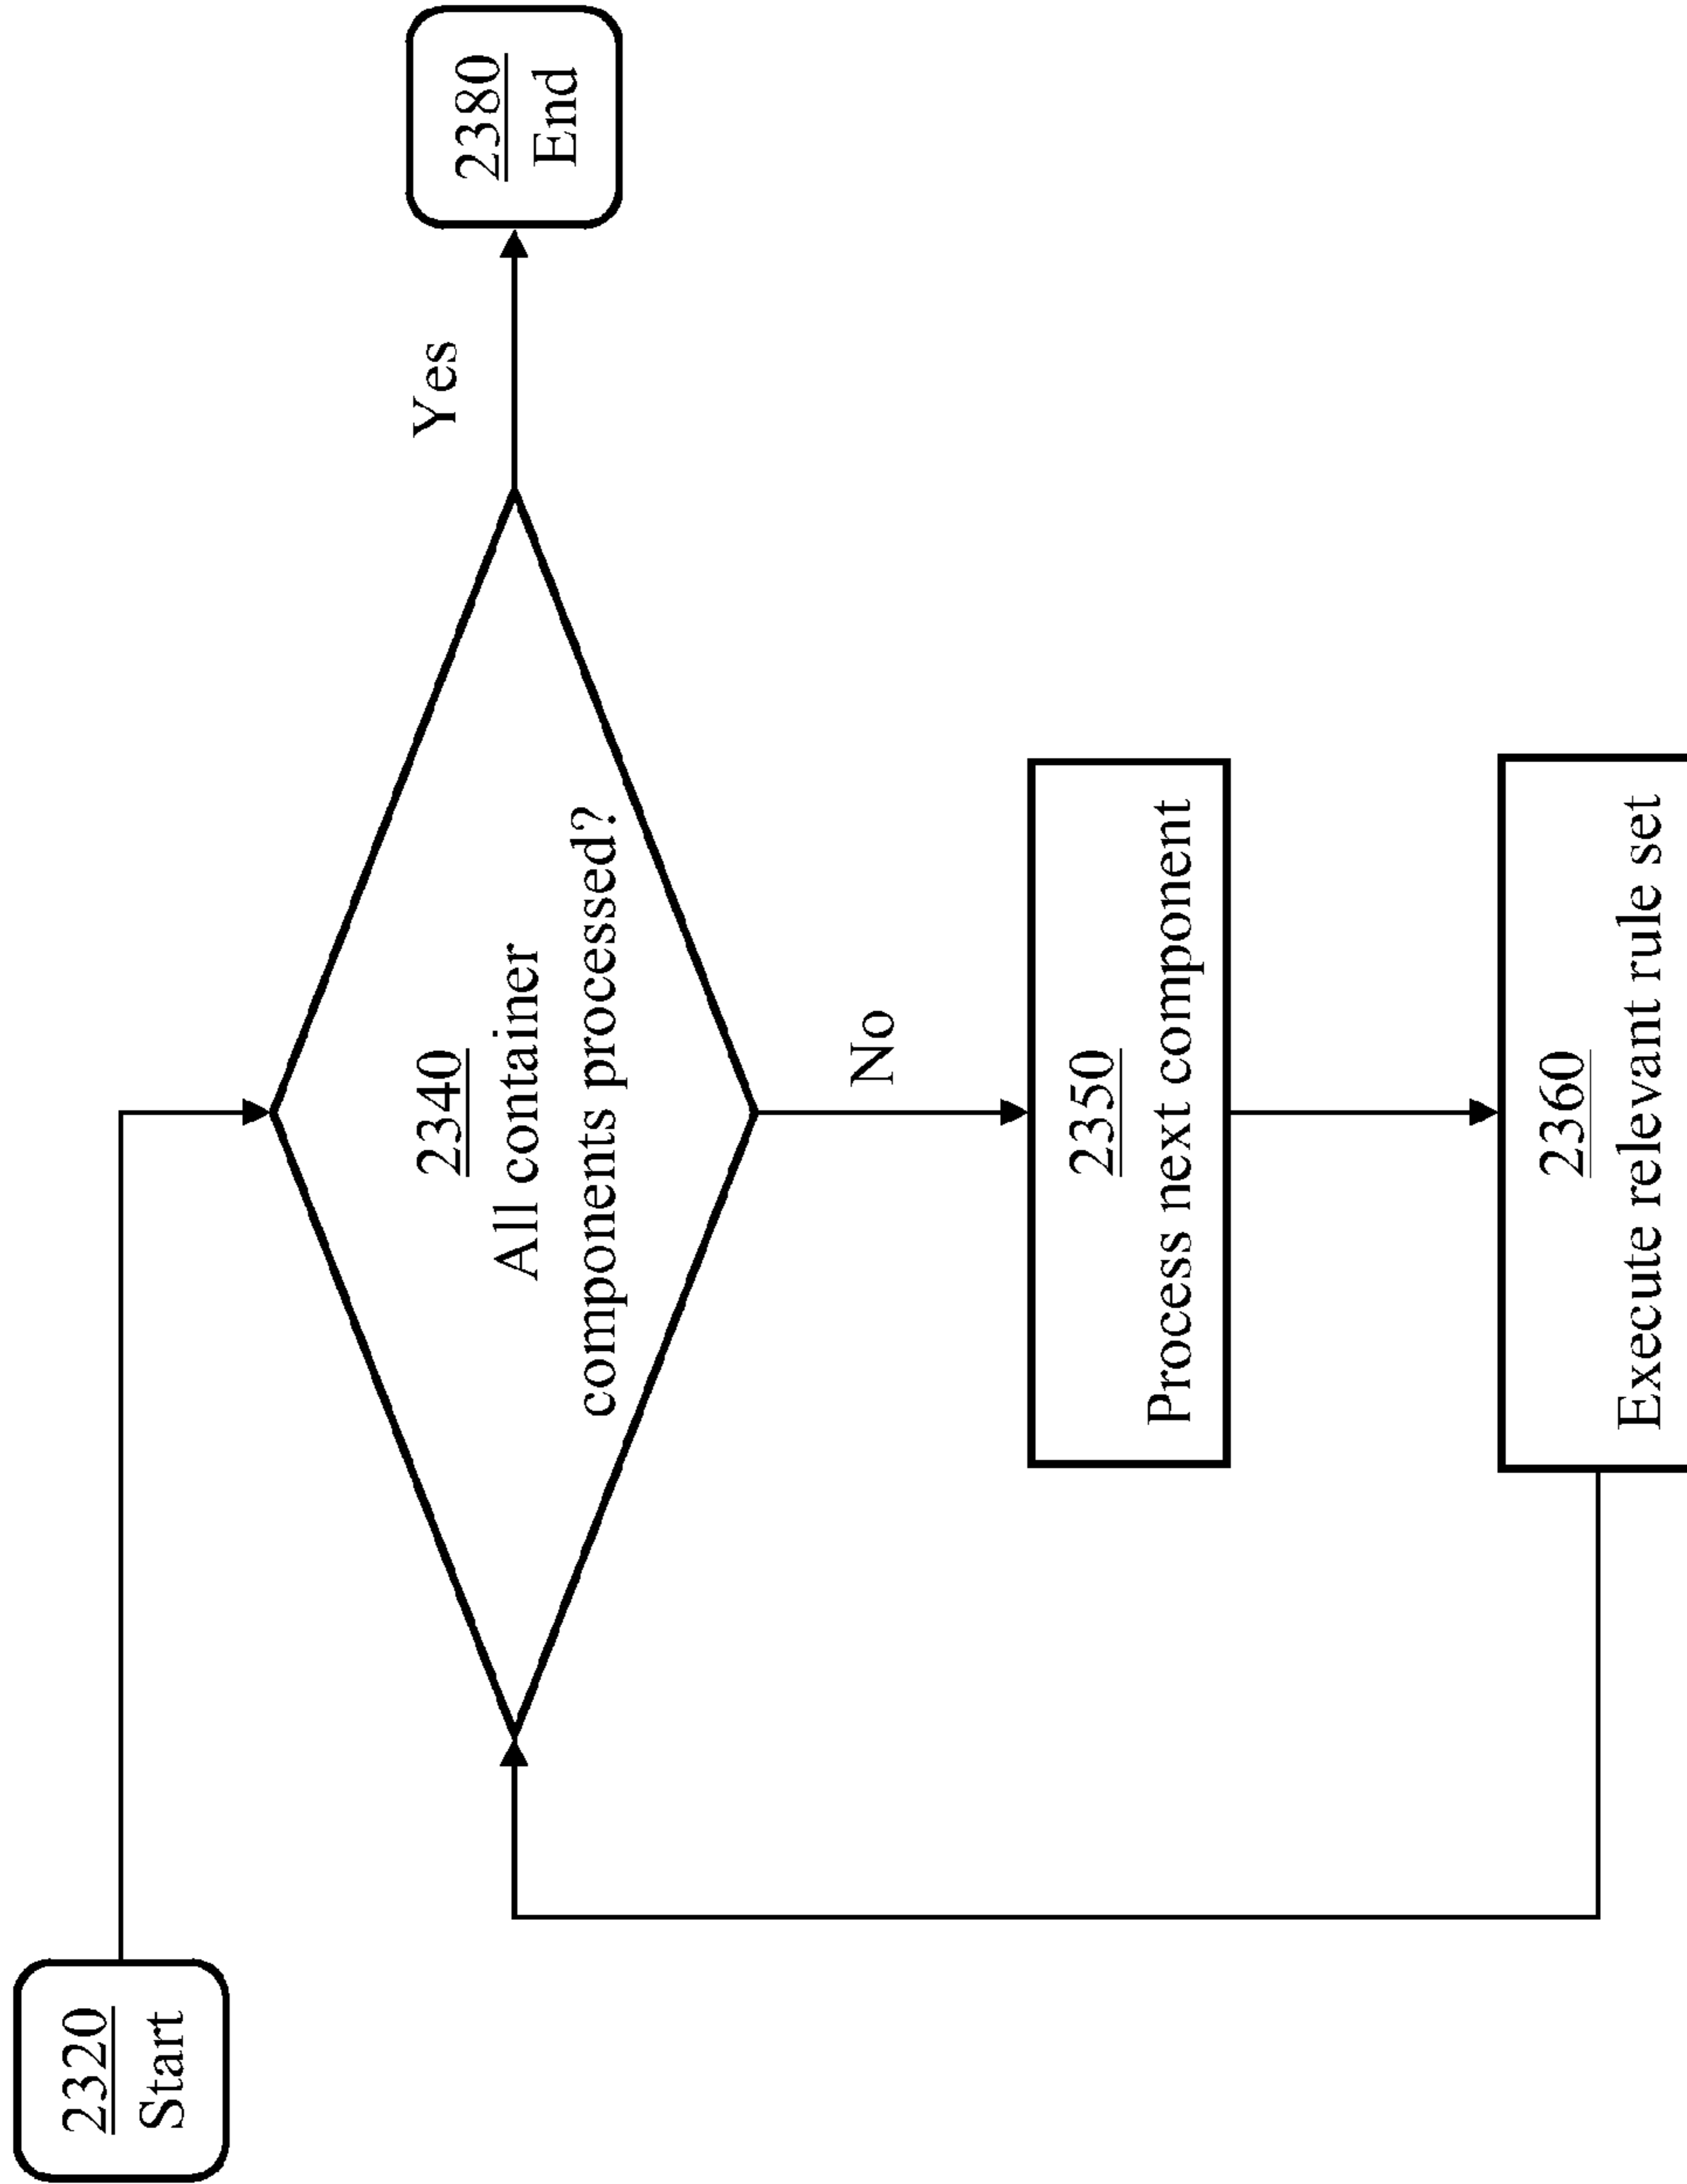 2320
Start
2340
All container
components processed?
Yes
2380
End
No
2350
Process next component
2360
Execute relevant rule set